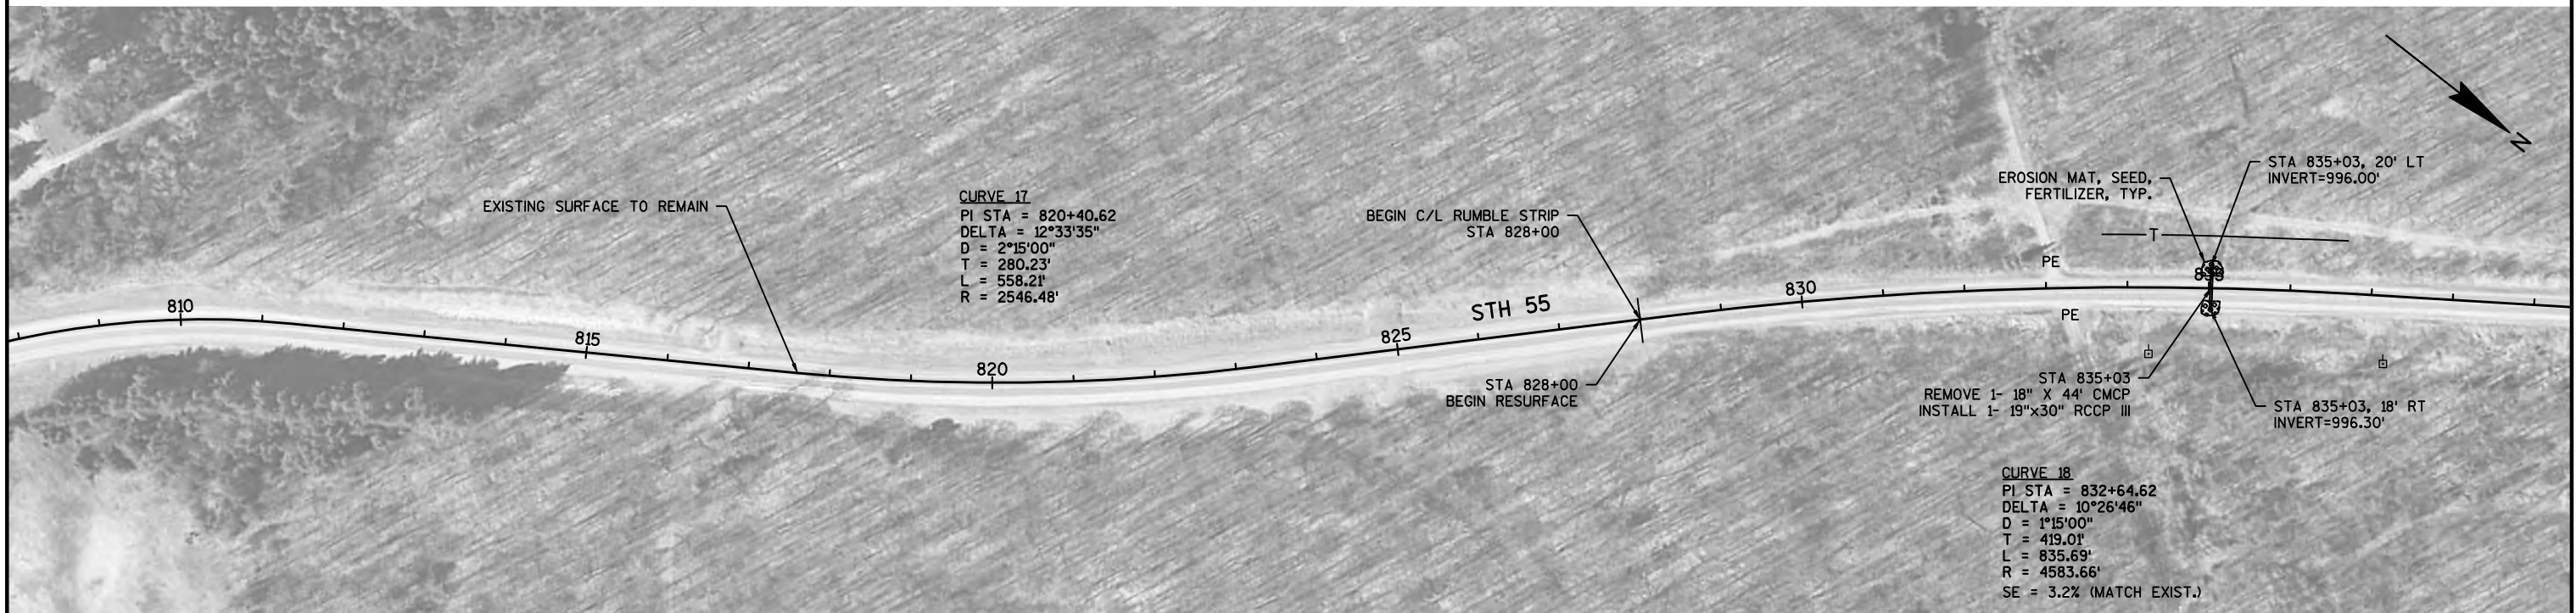 N
STA 835+03, 20' LT
INVERT=996.00'
EROSION MAT, SEED,
FERTILIZER, TYP.
EXISTING SURFACE TO REMAIN
CURVE 17
PI STA = 820+40.62
DELTA = 12°33'35"
D = 2°15'00"
T = 280.23'
L = 558.21'
R = 2546.48'
BEGIN C/L RUMBLE STRIP
STA 828+00
T
PE
810
815
820
825
STH 55
830
PE
STA 828+00
BEGIN RESURFACE
STA 835+03
REMOVE 1- 18" X 44' CMCP
INSTALL 1- 19"x30" RCCP III
STA 835+03, 18' RT
INVERT=996.30'
CURVE 18
PI STA = 832+64.62
DELTA = 10°26'46"
D = 1°15'00"
T = 419.01'
L = 835.69'
R = 4583.66'
SE = 3.2% (MATCH EXIST.)